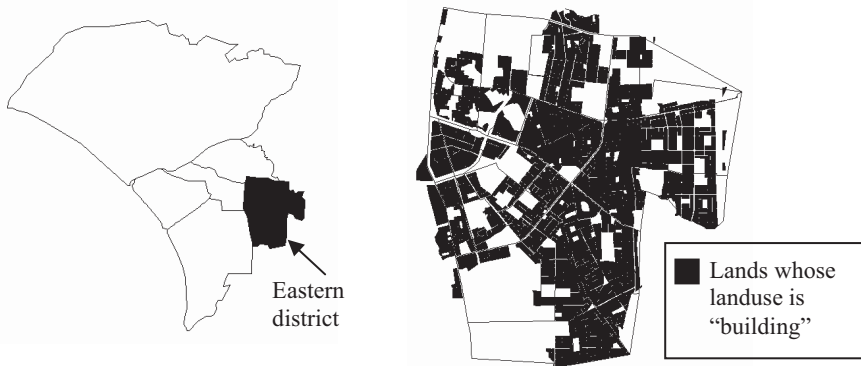 Eastern
district
Lands whose
landuse is
“building”